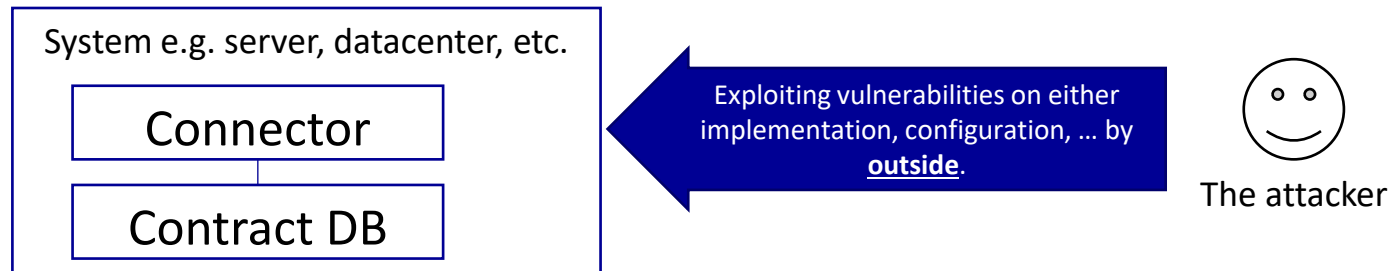 System e.g. server, datacenter, etc.
Connector
Contract DB
Exploiting vulnerabilities on either
implementation, configuration, … by
outside.
The attacker